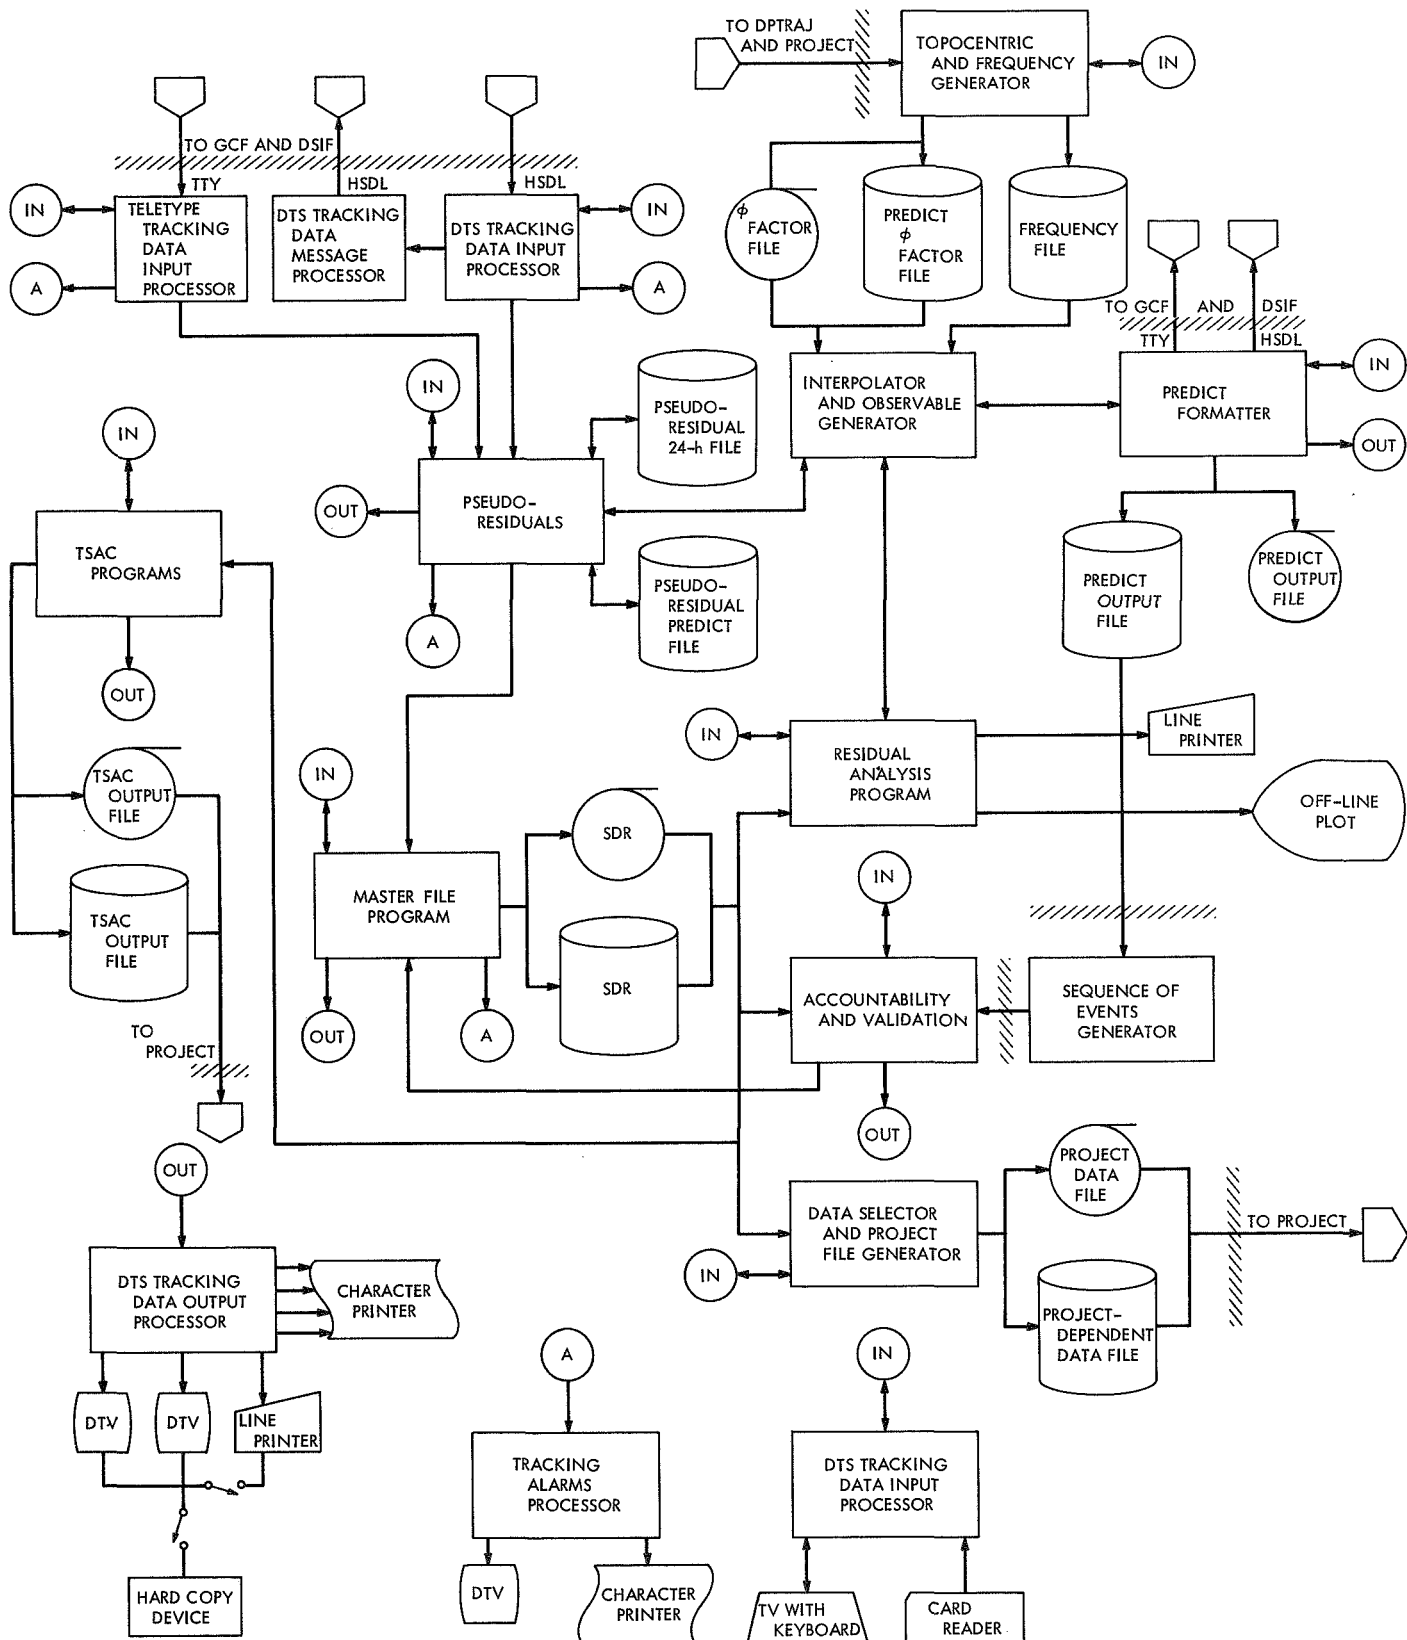 TO DPTRAJ
AND PROJECT
TOPOCENTRIC
AND FREQUENCY
GENERATOR
IN
TO GCF AND DSIF
TTY
HSDL
HSDL
IN
TELETYPE
TRACKING
DATA
INPUT
PROCESSOR
A
DTS TRACKING
DATA
MESSAGE
PROCESSOR
DTS TRACKING
DATA INPUT
PROCESSOR
IN
A
ϕ
FACTOR
FILE
PREDICT
ϕ
FACTOR
FILE
FREQUENCY
FILE
TO GCF AND DSIF
TTY
HSDL
INTERPOLATOR
AND OBSERVABLE
GENERATOR
PREDICT
FORMATTER
IN
OUT
IN
PSEUDO-
RESIDUAL
24-h FILE
IN
OUT
PSEUDO-
RESIDUALS
TSAC
PROGRAMS
PREDICT
OUTPUT
FILE
PREDICT
OUTPUT
FILE
PSEUDO-
RESIDUAL
PREDICT
FILE
A
OUT
IN
RESIDUAL
ANALYSIS
PROGRAM
LINE
PRINTER
IN
TSAC
OUTPUT
FILE
SDR
OFF-LINE
PLOT
MASTER FILE
PROGRAM
IN
TSAC
OUTPUT
FILE
SDR
ACCOUNTABILITY
AND VALIDATION
SEQUENCE OF
EVENTS
GENERATOR
OUT
A
TO
PROJECT
OUT
OUT
PROJECT
DATA
FILE
DATA SELECTOR
AND PROJECT
FILE GENERATOR
TO PROJECT
IN
DTS TRACKING
DATA OUTPUT
PROCESSOR
CHARACTER
PRINTER
PROJECT-
DEPENDENT
DATA FILE
A
IN
DTV
DTV
LINE
PRINTER
TRACKING
ALARMS
PROCESSOR
DTS TRACKING
DATA INPUT
PROCESSOR
HARD COPY
DEVICE
DTV
CHARACTER
PRINTER
TV WITH
KEYBOARD
CARD
READER